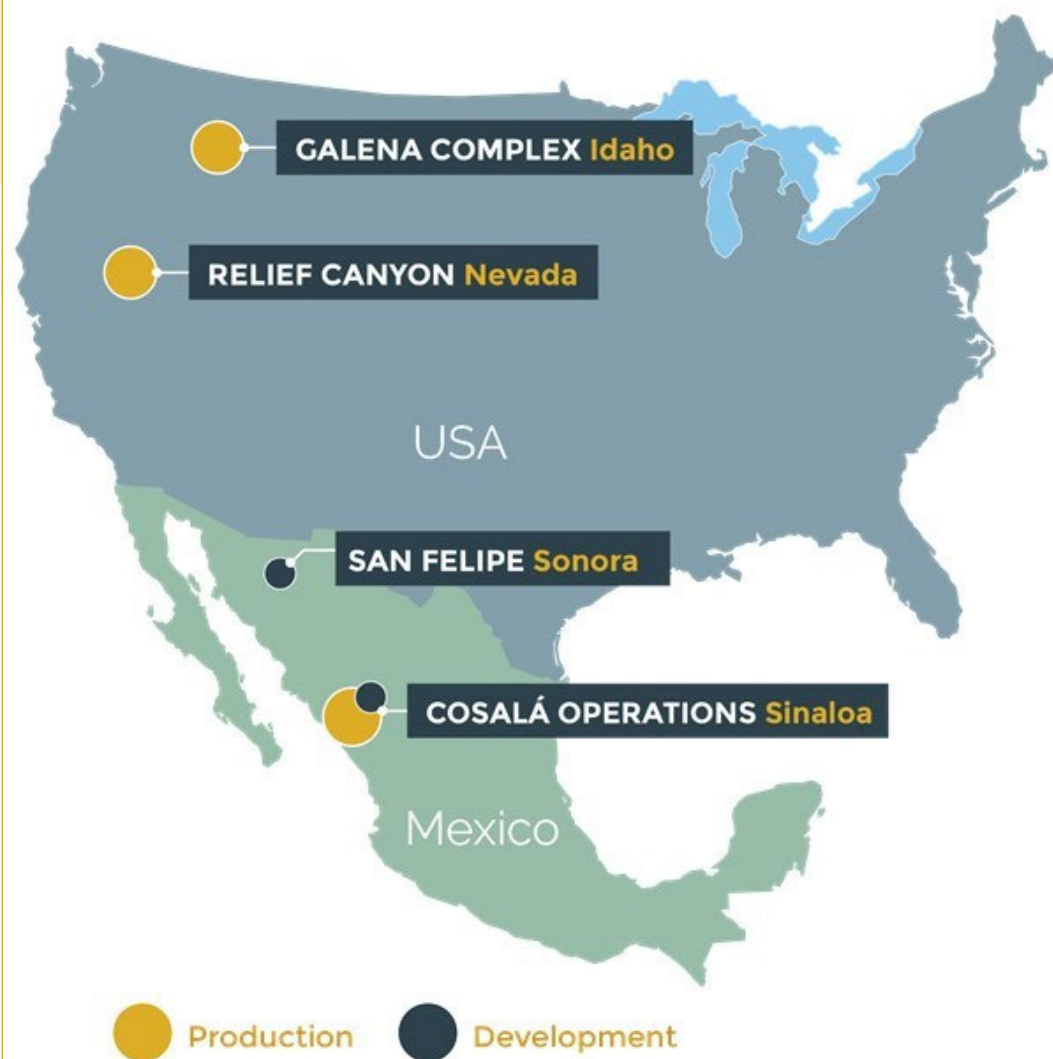 GALENA COMPLEX Idaho
RELIEF CANYON Nevada
USA
SAN FELIPE Sonora
COSALÁ OPERATIONS Sinaloa
Mexico
Production Development